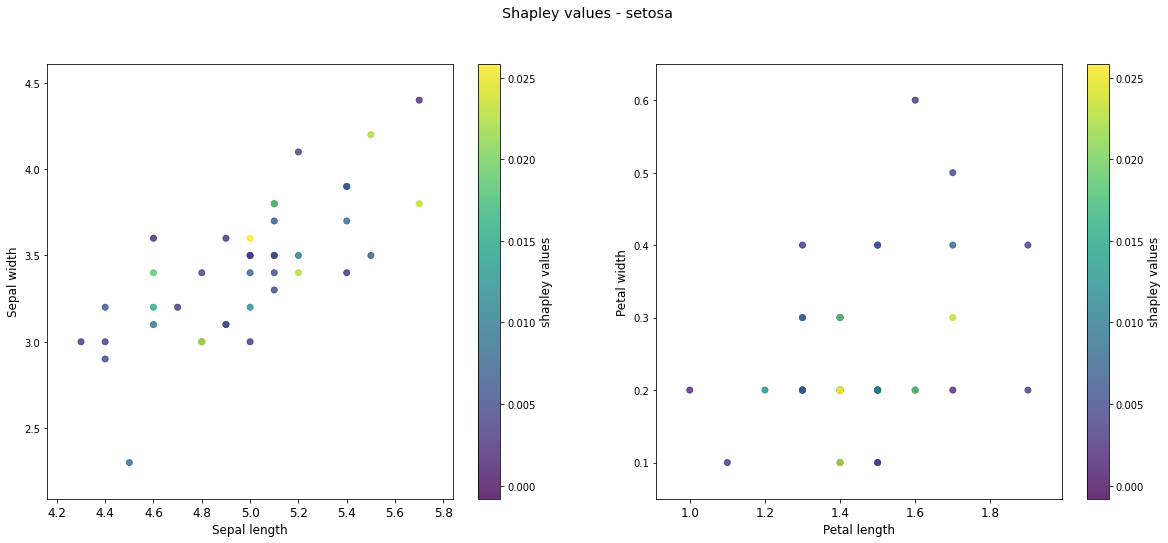 Shapley values - setosa
Sepal width
4.5
4.0
3.5
3.0
2.5
4.2 4.4 4.6 4.8 5.0 5.2 5.4 5.6 5.8
Sepal length
0.025
0.020
0.015
0.010
0.005
0.000
shapley values
Petal width
0.6
0.5
0.4
0.3
0.2
0.1
1.0 1.2 1.4 1.6 1.8
Petal length
0.025
0.020
0.015
0.010
0.005
0.000
shapley values